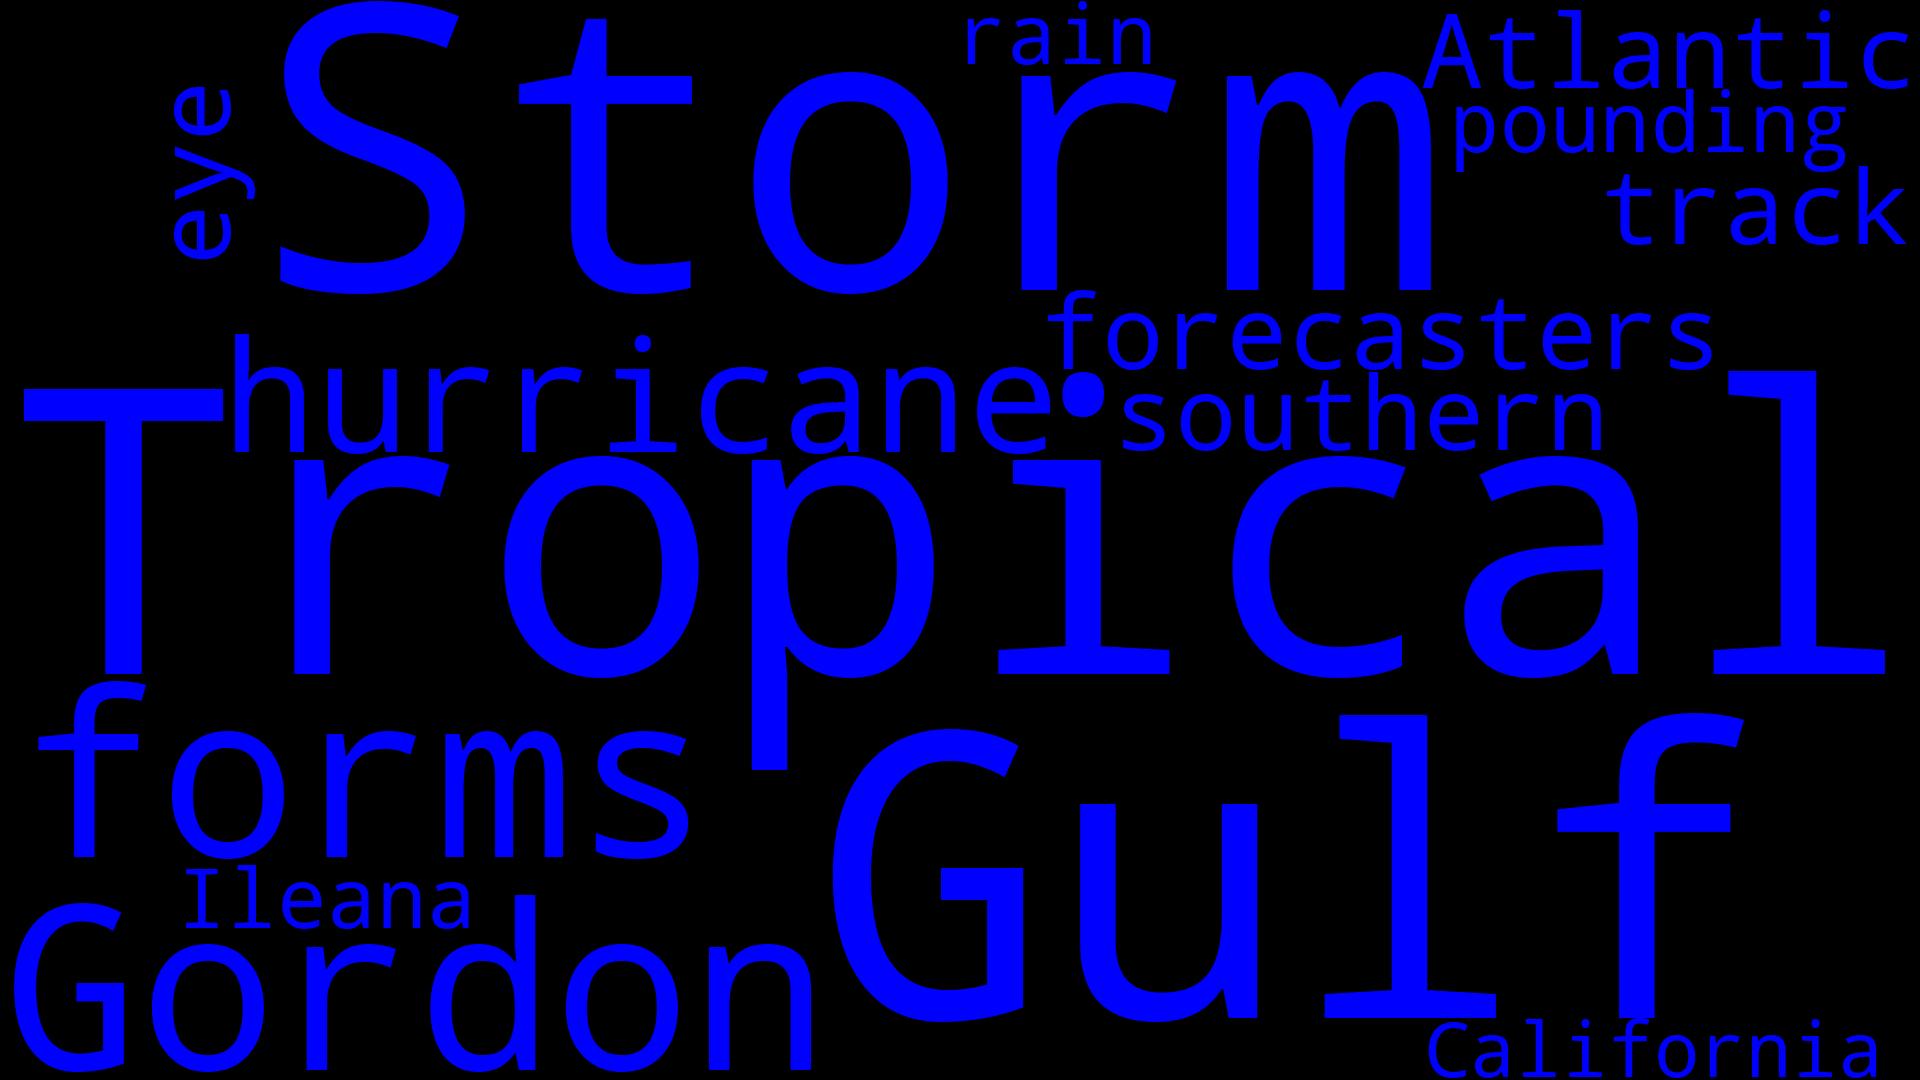 rain
Atlantic
Storm
eye
pounding
track
forecasters
hurricane
southern
Tropical
forms
Gulf
Ileana
Gordon
California